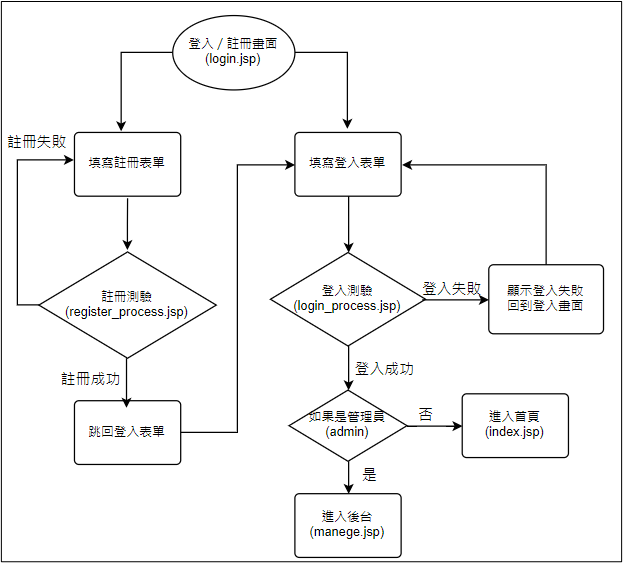 登入 / 註冊畫面
(login.jsp)
註冊失敗
填寫註冊表單
填寫登入表單
註冊測驗
(register_process.jsp)
登入測驗
(login_process.jsp)
登入失敗
顯示登入失敗
回到登入畫面
註冊成功
登入成功
跳回登入表單
如果是管理員
(admin)
否
進入首頁
(index.jsp)
是
進入後台
(manege.jsp)